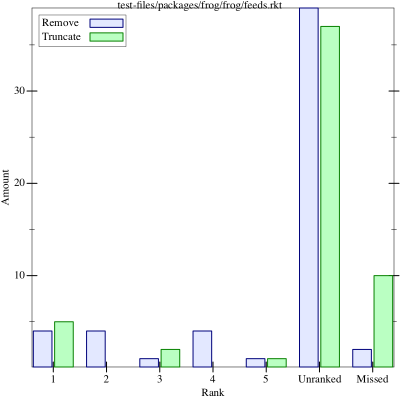 test-files/packages/frog/frog/feeds.rkt
Remove
Truncate
30
20
10
Amount
1 2 3 4 5 Unranked Missed
Rank